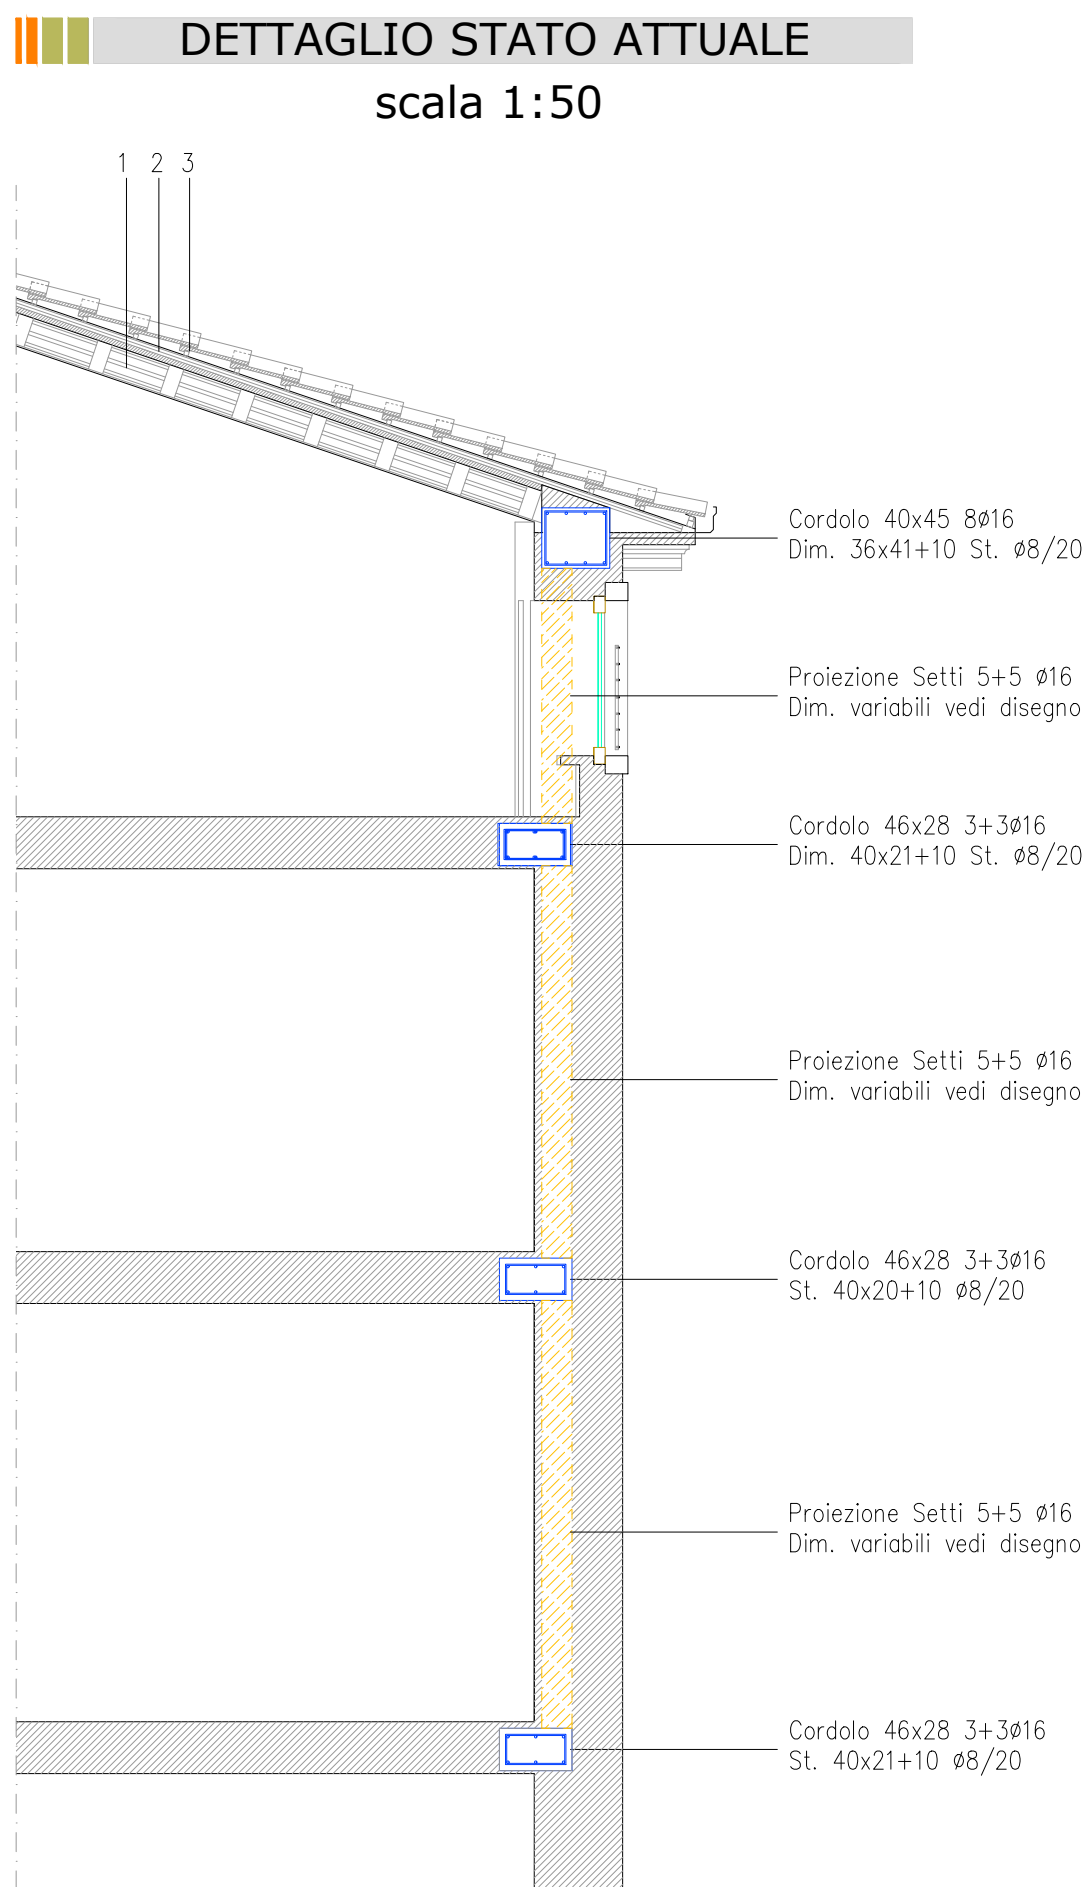 DETTAGLIO STATO ATTUALE
scala 1:50
1 2 3
Cordolo 40x45 8ø16
Dim. 36x41+10 St. ø8/20
Proiezione Setti 5+5 ø16
Dim. variabili vedi disegno
Cordolo 46x28 3+3ø16
Dim. 40x21+10 St. ø8/20
Proiezione Setti 5+5 ø16
Dim. variabili vedi disegno
Cordolo 46x28 3+3ø16
St. 40x20+10 ø8/20
Proiezione Setti 5+5 ø16
Dim. variabili vedi disegno
Cordolo 46x28 3+3ø16
St. 40x21+10 ø8/20